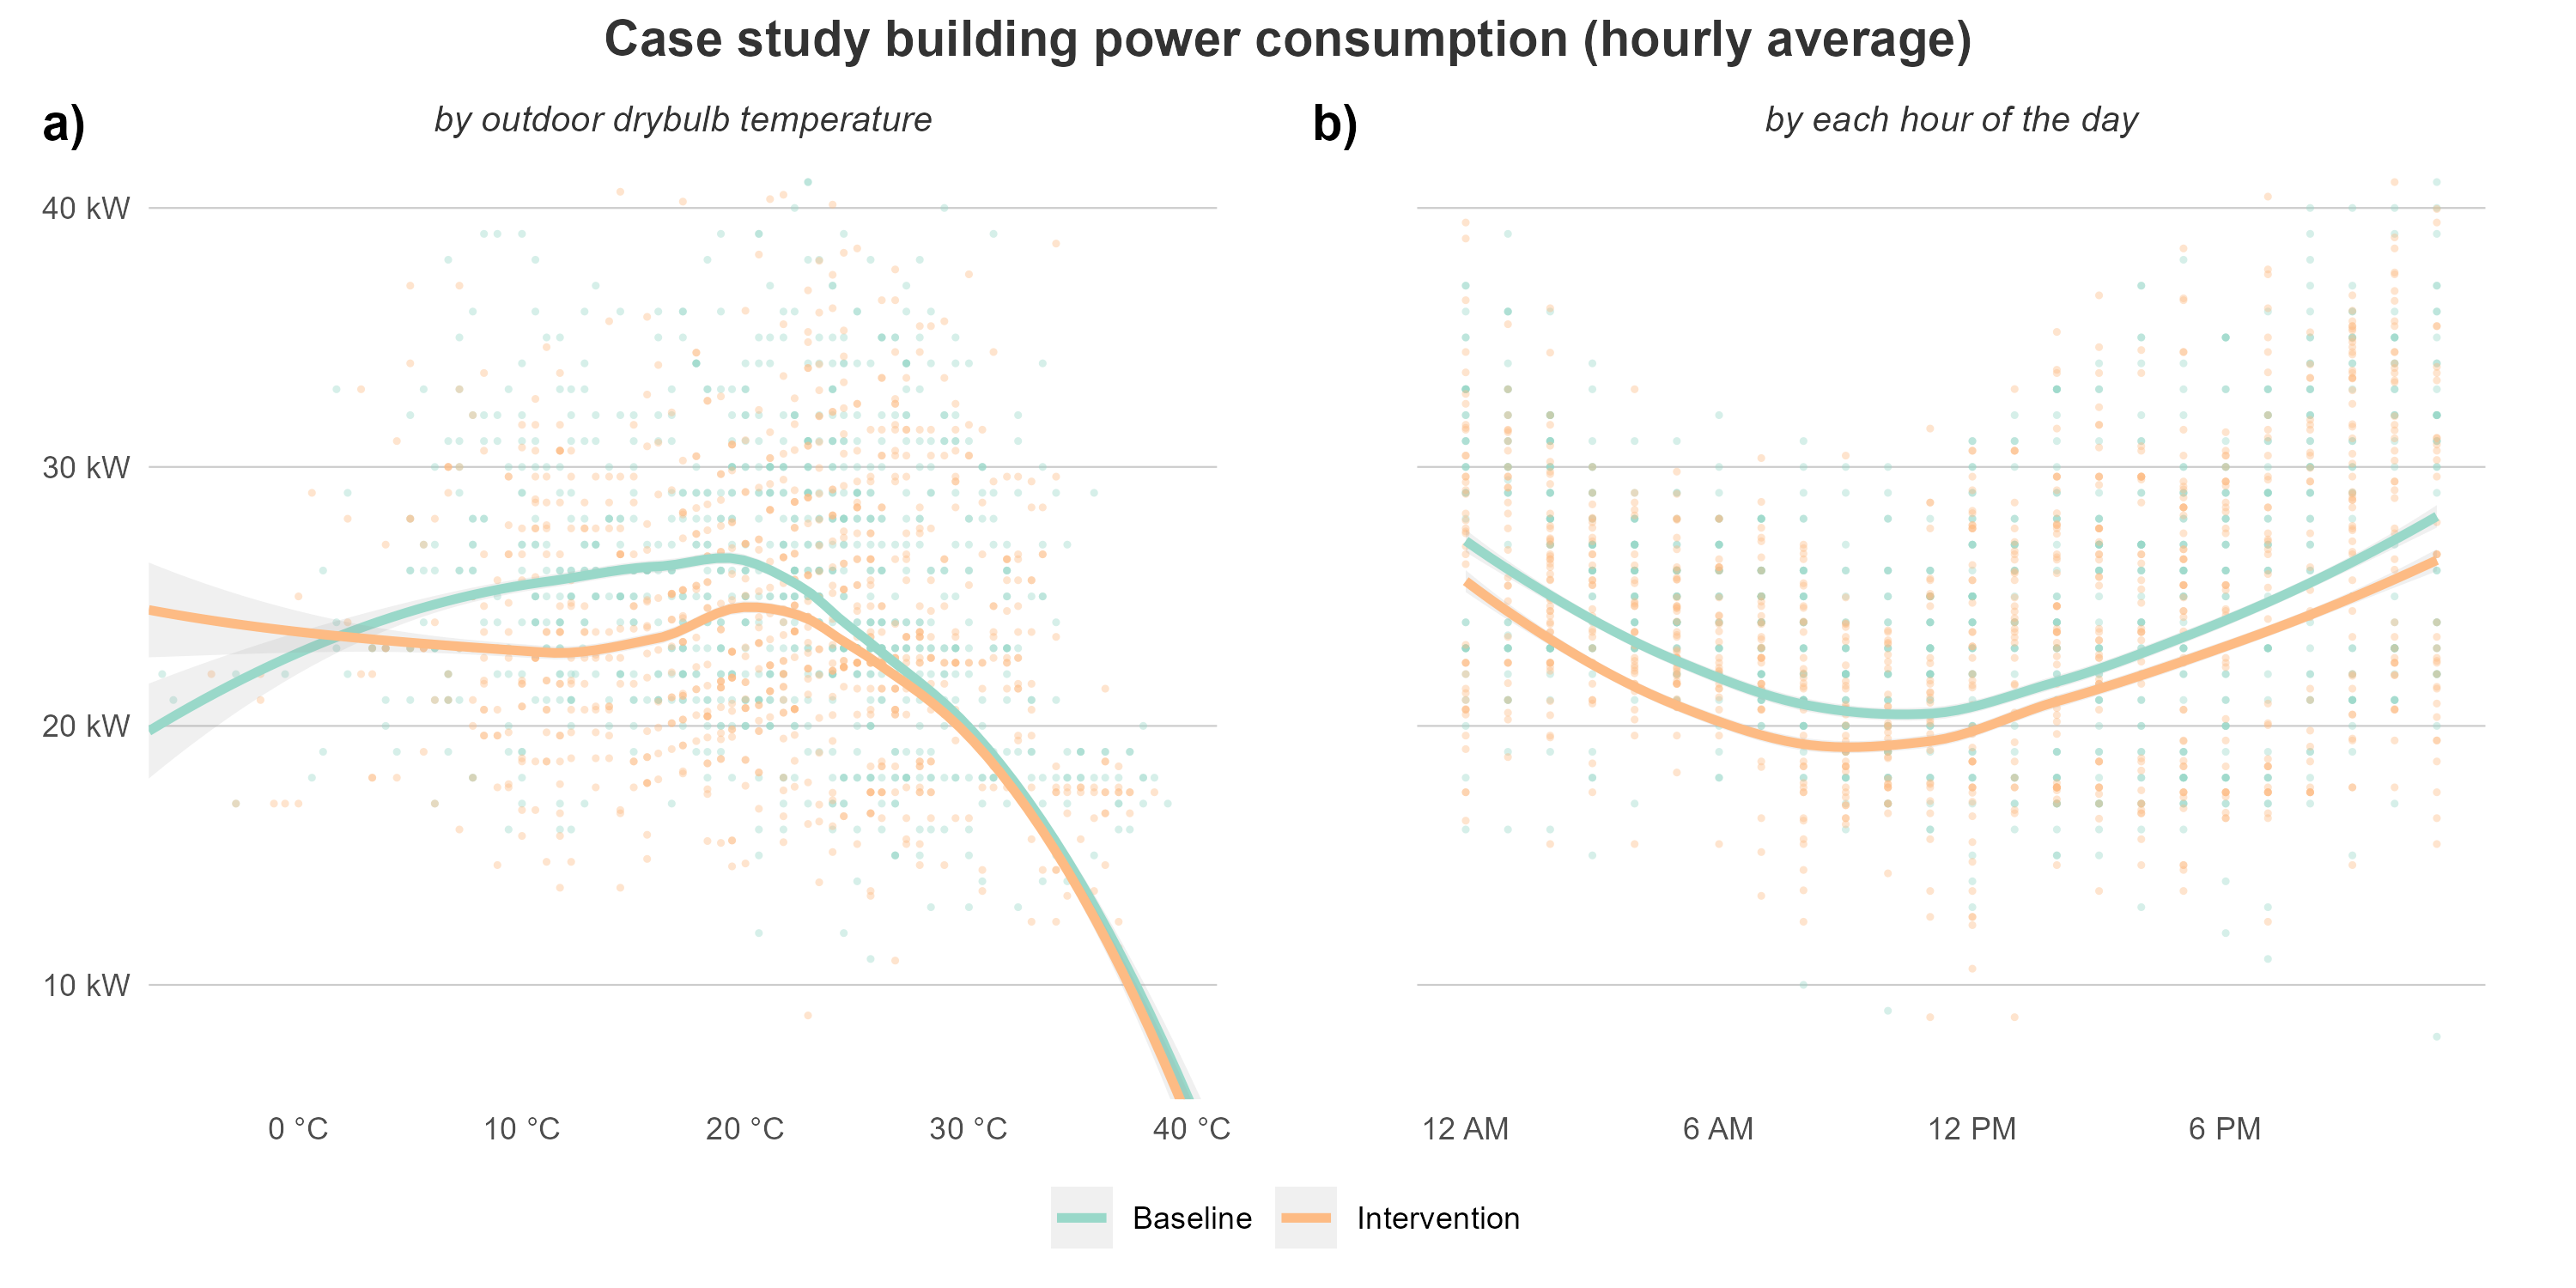 Case study building power consumption (hourly average)
a)
by outdoor drybulb temperature
40 kW
30 kW
20 kW
10 kW
0 °C 10 °C 20 °C 30 °C 40 °C
b)
by each hour of the day
12 AM 6 AM 12 PM 6 PM
Baseline Intervention